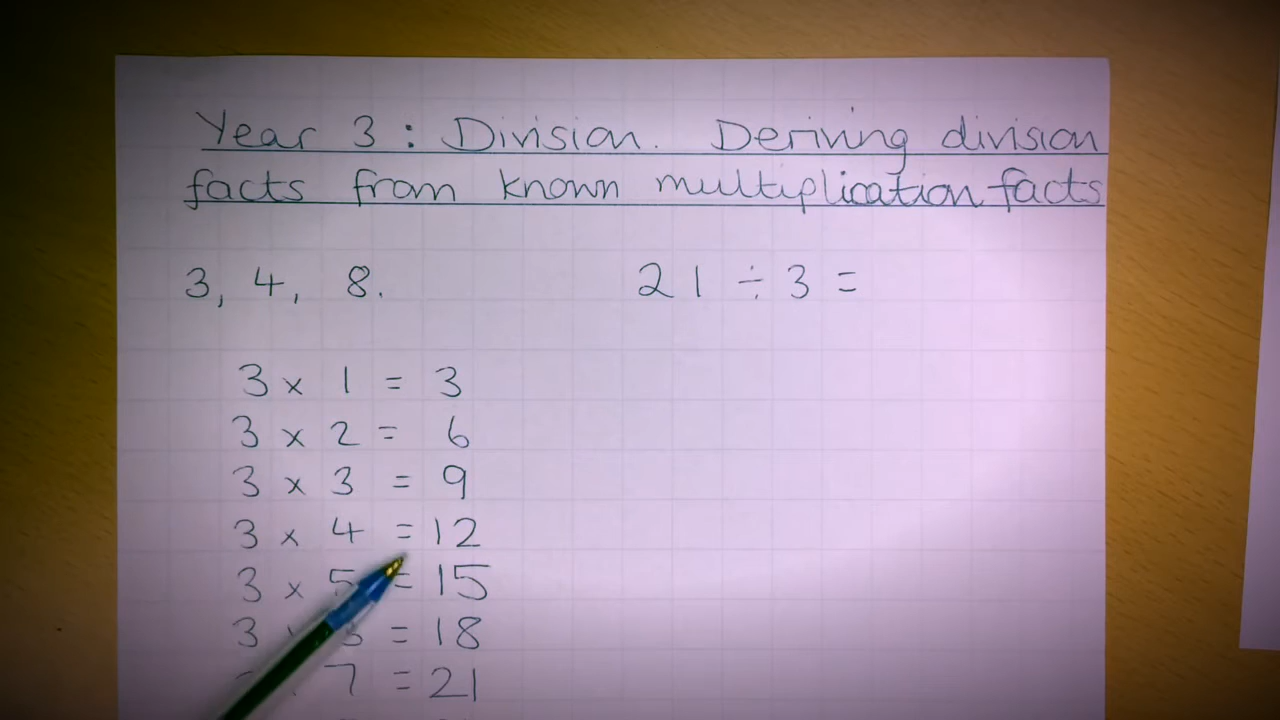 Year 3 : Division. Deriving division
facts from known multiplication facts
3, 4, 8.
21 ÷ 3 =
3 × 1 = 3
3 × 2 = 6
3 × 3 = 9
3 × 4 = 12
3 × 5 = 15
3 = 18
7 = 21